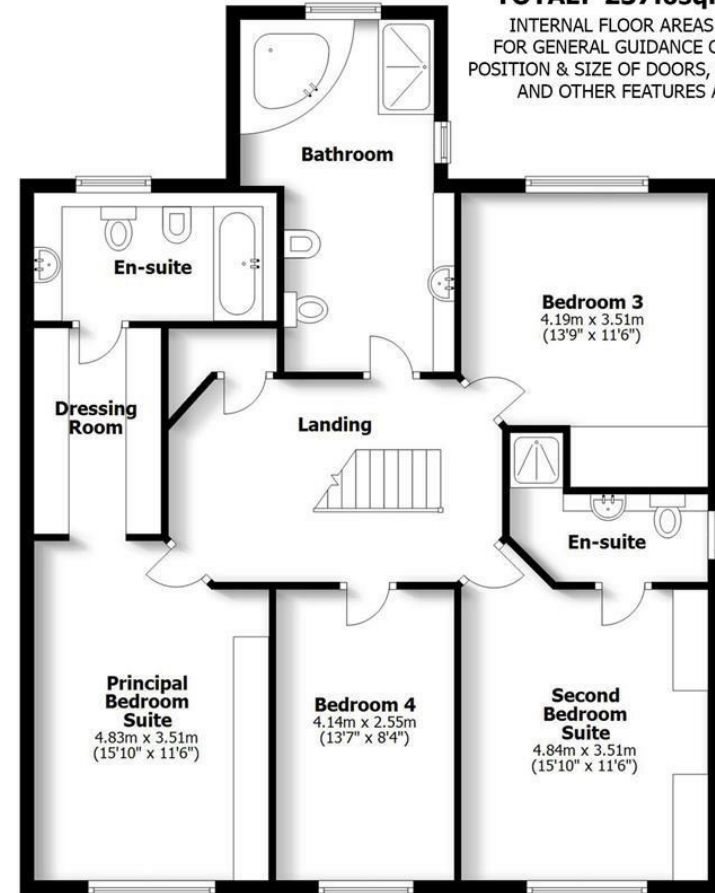 INTERNAL FLOOR AREAS
FOR GENERAL GUIDANCE
POSITION & SIZE OF DOORS,
AND OTHER FEATURES
Bathroom
En-suite
Bedroom 3
4.19m x 3.51m
(13'9" x 11'6")
Dressing
Room
Landing
En-suite
Principal
Bedroom
Suite
4.83m x 3.51m
(15'10" x 11'6")
Bedroom 4
4.14m x 2.55m
(13'7" x 8'4")
Second
Bedroom
Suite
4.84m x 3.51m
(15'10" x 11'6")